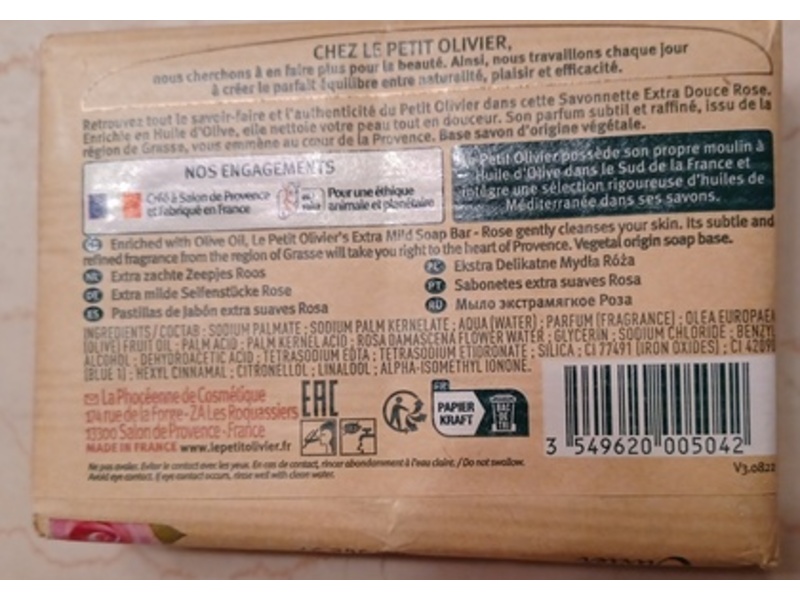 CHEZ LE PETIT OLIVIER,
nous cherchons à en faire plus pour la beauté. Ainsi, nous travaillons chaque jour
à créer le parfait équilibre entre naturalité, plaisir et efficacité.
Retrouvez tout le savoir-faire et l'authenticité du Petit Olivier dans cette Savonnette Extra Douce Rose.
Enrichie en Huile d'Olive, elle nettoie votre peau tout en douceur. Son parfum subtil et raffiné, issu de la
région de Grasse, vous emmène au cœur de la Provence. Base savon d'origine végétale.
NOS ENGAGEMENTS
Créé à Salon de Provence
et Fabriqué en France
Pour une éthique
animale et planétaire
Le Petit Olivier possède son propre moulin à
Huile d'Olive dans le Sud de la France et
intègre une sélection rigoureuse d'huiles de
Méditerranée dans ses savons.
Enriched with Olive Oil, Le Petit Olivier's Extra Mild Soap Bar - Rose gently cleanses your skin. Its subtle and
refined fragrance from the region of Grasse will take you right to the heart of Provence. Vegetal origin soap base.
NL Extra zachte Zeepjes Roos
DE Extra milde Seifenstücke Rose
ES Pastillas de Jabón extra suaves Rosa
PL Ekstra Delikatne Mydła Róża
PT Sabonetes extra suaves Rosa
RU Мыло экстрамягкое Роза
INGREDIENTS / СОСТАВ : SODIUM PALMATE ; SODIUM PALM KERNELATE ; AQUA (WATER) ; PARFUM (FRAGRANCE) ; OLEA EUROPAEA
(OLIVE) FRUIT OIL ; PALM ACID ; PALM KERNEL ACID ; ROSA DAMASCENA FLOWER WATER ; GLYCERIN ; SODIUM CHLORIDE ; BENZYL
ALCOHOL ; DEHYDROACETIC ACID ; TETRASODIUM EDTA ; TETRASODIUM ETIDRONATE ; SILICA ; CI 77491 (IRON OXIDES) ; CI 42090
(BLUE 1) ; HEXYL CINNAMAL ; CITRONELLOL ; LINALOOL ; ALPHA-ISOMETHYL IONONE.
La Phocéenne de Cosmétique
174 rue de la Forge - ZA Les Roquassiers
13300 Salon de Provence - France
MADE IN FRANCE www.lepetitolivier.fr
EAC
FR
PAPIER
KRAFT
BAC
DE
TRI
3 549620 005042
V3.0822
Ne pas avaler. Eviter le contact avec les yeux. En cas de contact, rincer abondamment à l'eau claire. / Do not swallow.
Avoid eye contact. If eye contact occurs, rinse well with clean water.